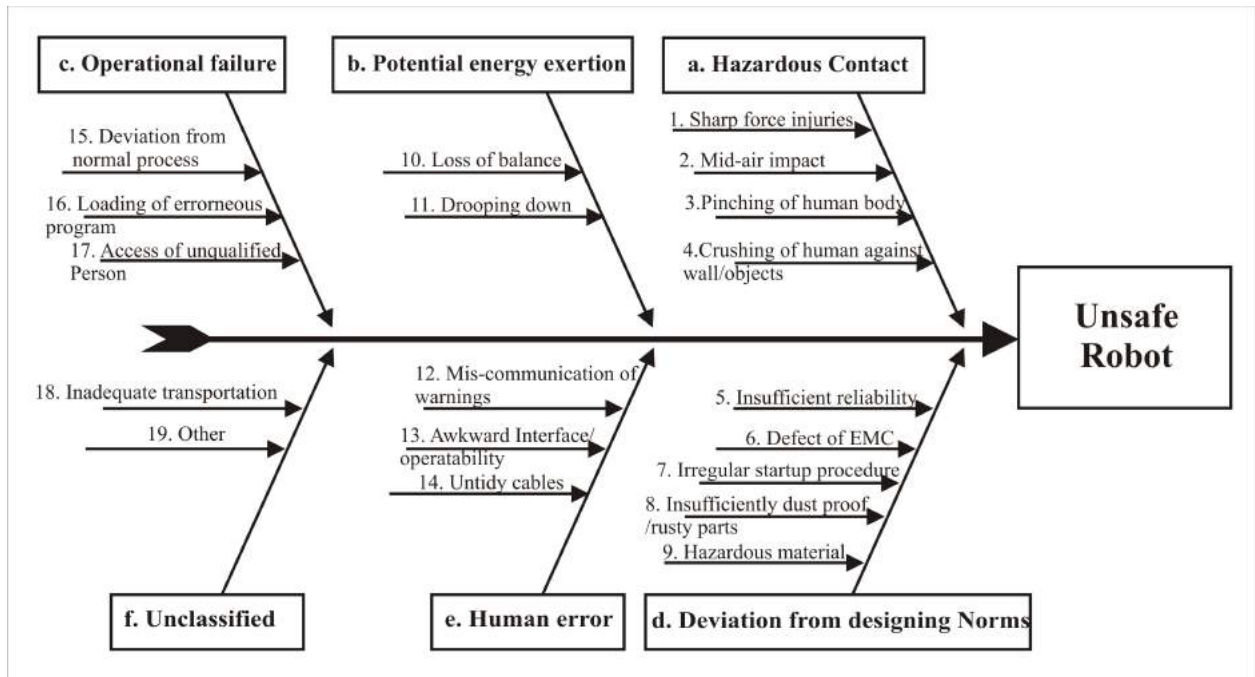 c. Operational failure
b. Potential energy exertion
a. Hazardous Contact
15. Deviation from
normal process
16. Loading of errorneous
program
17. Access of unqualified
Person
10. Loss of balance
11. Drooping down
1. Sharp force injuries
2. Mid-air impact
3.Pinching of human body
4.Crushing of human against
wall/objects
Unsafe
Robot
18. Inadequate transportation
19. Other
12. Mis-communication of
warnings
13. Awkward Interface/
operatability
14. Untidy cables
5. Insufficient reliability
6. Defect of EMC
7. Irregular startup procedure
8. Insufficiently dust proof
/rusty parts
9. Hazardous material
f. Unclassified
e. Human error
d. Deviation from designing Norms